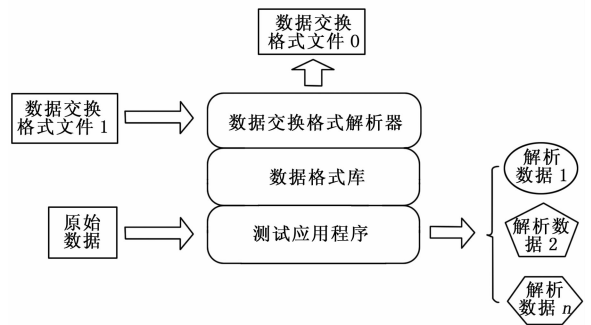 数据交换
格式文件 0
数据交换
格式文件 1
数据交换格式解析器
数据格式库
原始
数据
测试应用程序
解析
数据 1
解析数
据 2
解析
数据 n